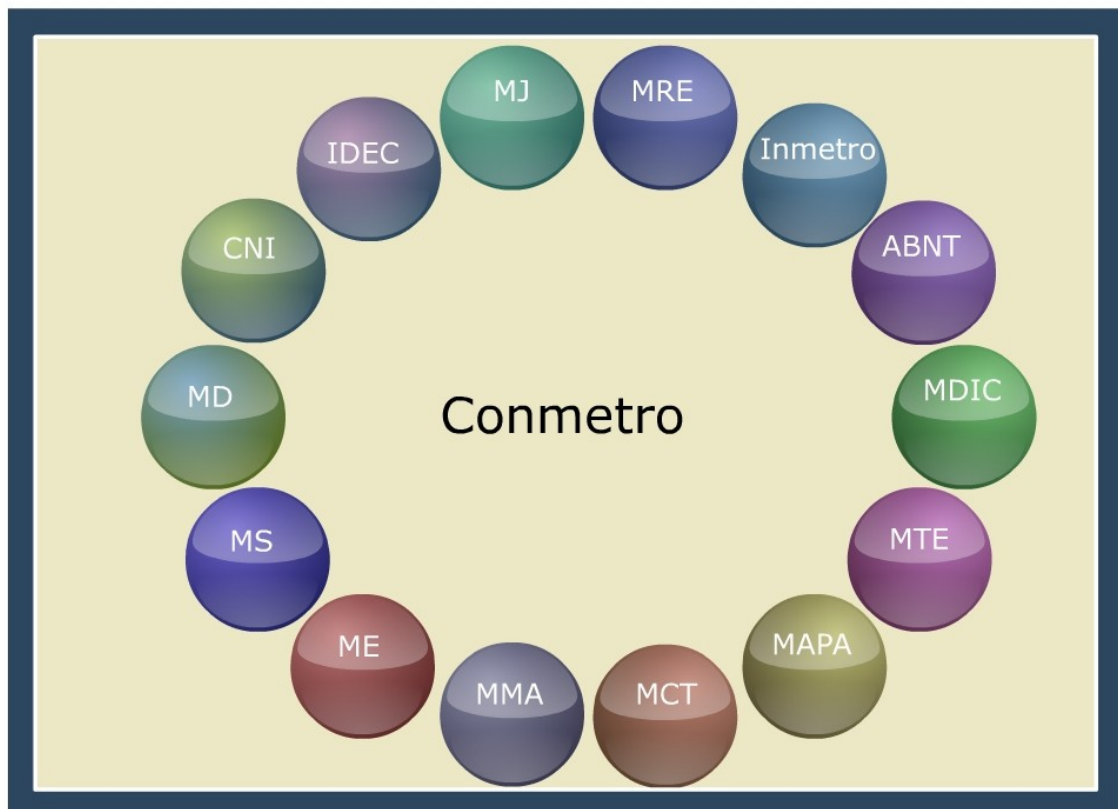 MJ
MRE
Inmetro
ABNT
MDIC
MTE
MAPA
MCT
MMA
ME
MS
MD
CNI
IDEC
Conmetro